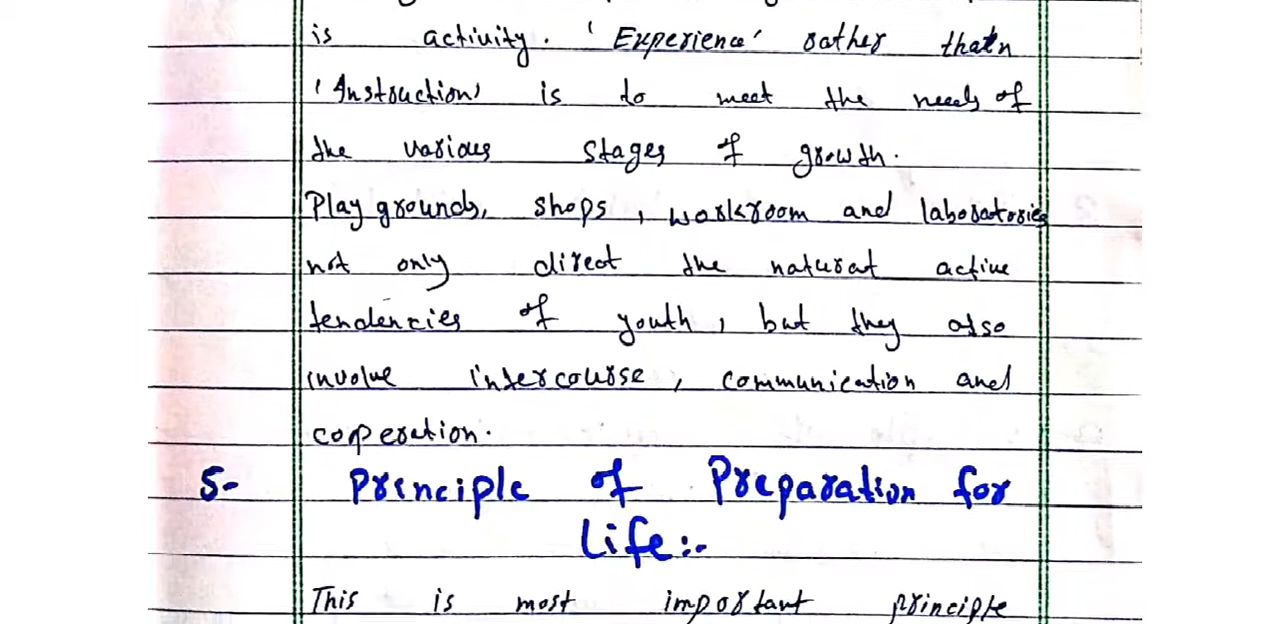 is activity. 'Experience' rather than
'Instruction' is to meet the needs of
the various stages of growth.
Play grounds, shops, workroom and laboratories
not only direct the natural active
tendencies of youth, but they also
involve intercourse, communication and
coperation.
5- Principle of Preparation for
Life:-
This is most important principle